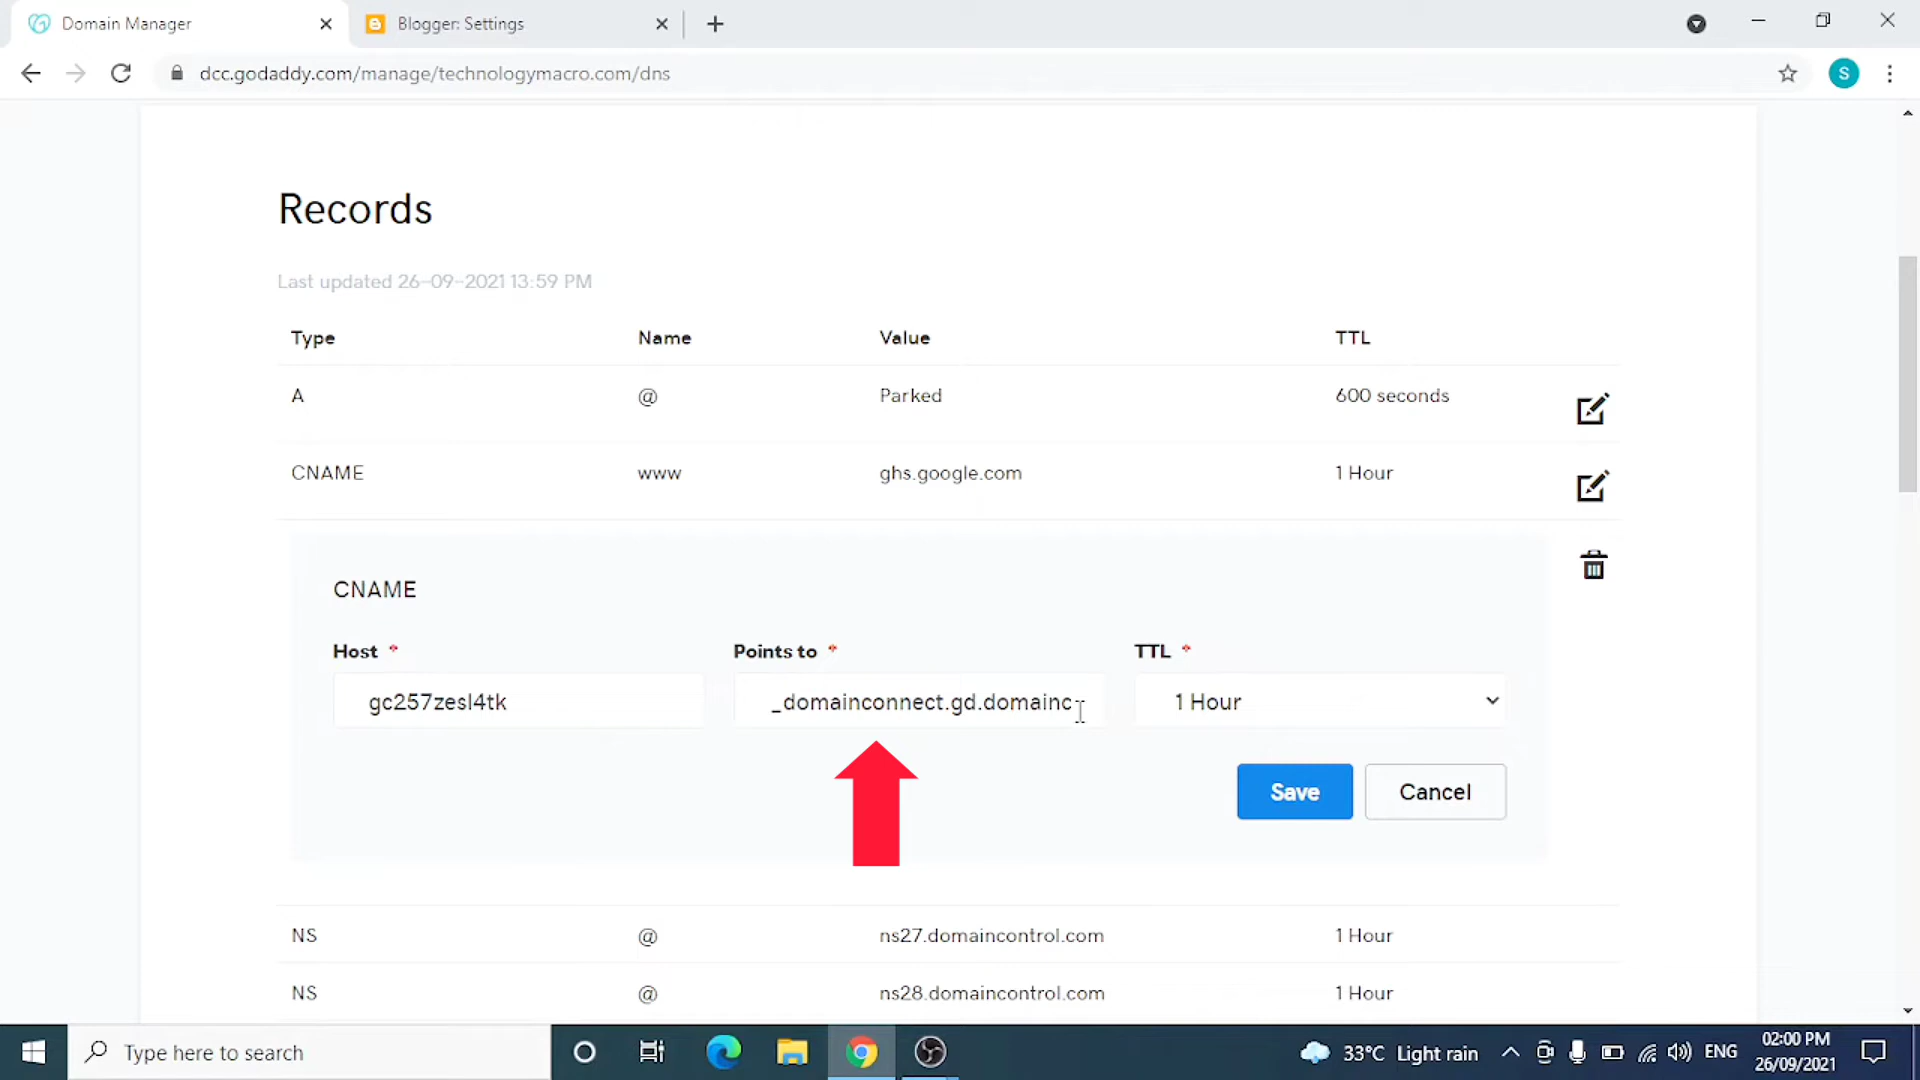 Domain Manager
Blogger: Settings
dcc.godaddy.com/manage/technologymacro.com/dns
S
Records
Last updated 26-09-2021 13:59 PM
Type Name Value TTL
A @ Parked 600 seconds
CNAME www ghs.google.com 1 Hour
CNAME
Host * Points to * TTL *
gc257zesl4tk _domainconnect.gd.domainc 1 Hour
Save Cancel
NS @ ns27.domaincontrol.com 1 Hour
NS @ ns28.domaincontrol.com 1 Hour
Type here to search
33°C Light rain
ENG
02:00 PM
26/09/2021